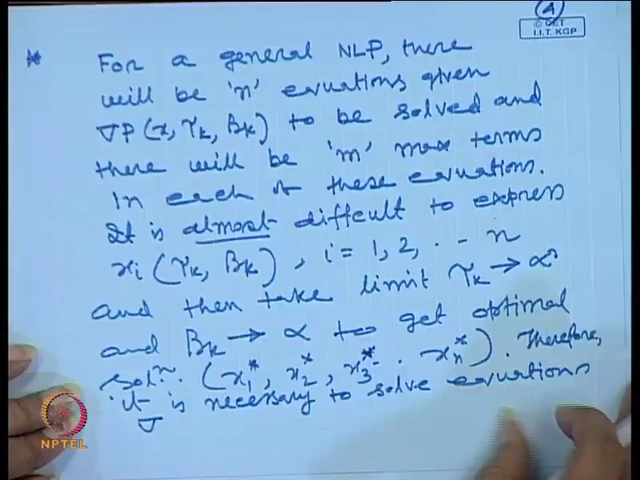 4
© CET
I.I.T. KGP
* For a general NLP, there
will be 'n' equations given
∇P(x, γk, βk) to be solved and
there will be 'm' max terms
in each of these equations.
It is almost difficult to express
xi(γk, βk), i = 1, 2, .. - n
and then take limit γk → ∞
and βk → ∝ to get optimal
soln. (x1*, x2*, x3*.. xn*). Therefore,
it is necessary to solve equations
NPTEL